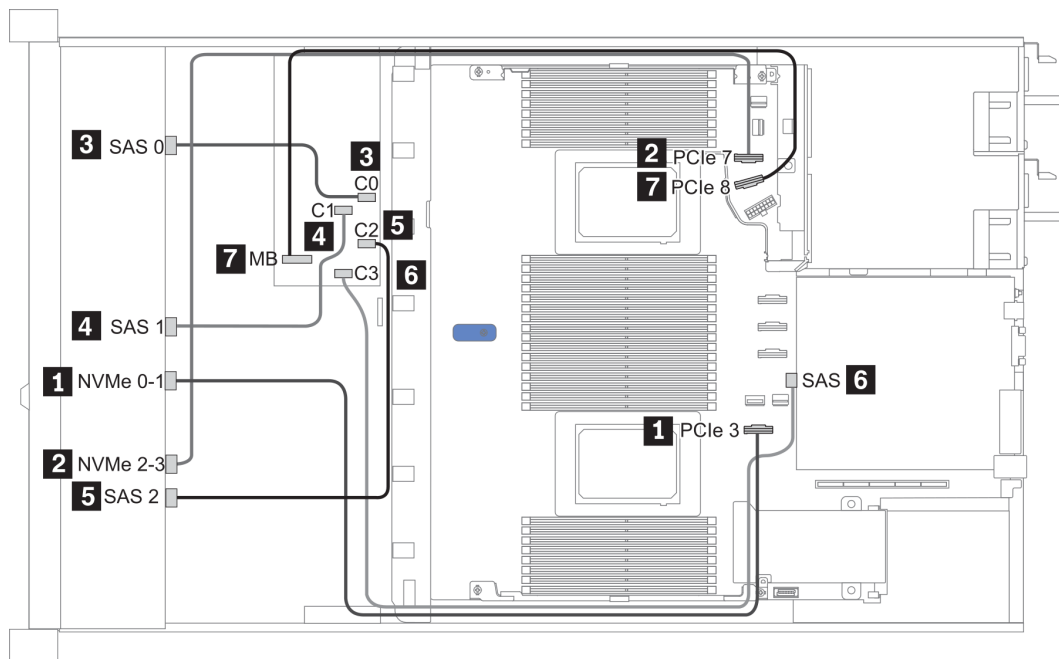 3 SAS 0
3
C0
C1
4
C2
5
7 MB
C3
6
4 SAS 1
1 NVMe 0-1
2 NVMe 2-3
5 SAS 2
2 PCIe 7
7 PCIe 8
SAS 6
1 PCIe 3